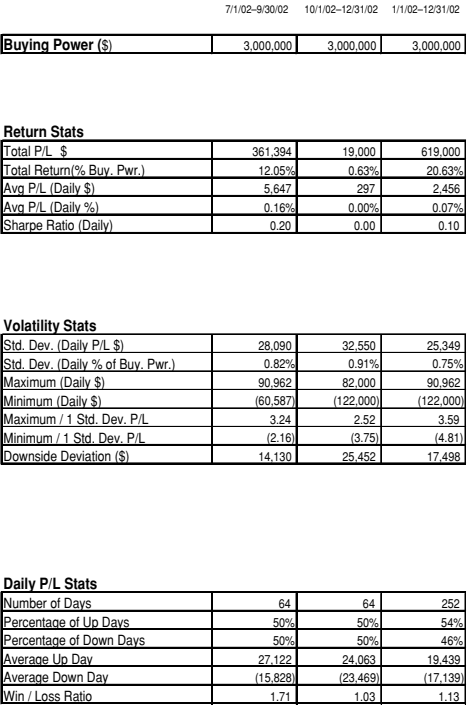 7/1/02–9/30/02 10/1/02–12/31/02 1/1/02–12/31/02
Buying Power ($) 3,000,000 3,000,000 3,000,000
Return Stats
Total P/L $ 361,394 19,000 619,000
Total Return(% Buy. Pwr.) 12.05% 0.63% 20.63%
Avg P/L (Daily $) 5,647 297 2,456
Avg P/L (Daily %) 0.16% 0.00% 0.07%
Sharpe Ratio (Daily) 0.20 0.00 0.10
Volatility Stats
Std. Dev. (Daily P/L $) 28,090 32,550 25,349
Std. Dev. (Daily % of Buy. Pwr.) 0.82% 0.91% 0.75%
Maximum (Daily $) 90,962 82,000 90,962
Minimum (Daily $) (60,587) (122,000) (122,000)
Maximum / 1 Std. Dev. P/L 3.24 2.52 3.59
Minimum / 1 Std. Dev. P/L (2.16) (3.75) (4.81)
Downside Deviation ($) 14,130 25,452 17,498
Daily P/L Stats
Number of Days 64 64 252
Percentage of Up Days 50% 50% 54%
Percentage of Down Days 50% 50% 46%
Average Up Day 27,122 24,063 19,439
Average Down Day (15,828) (23,469) (17,139)
Win / Loss Ratio 1.71 1.03 1.13